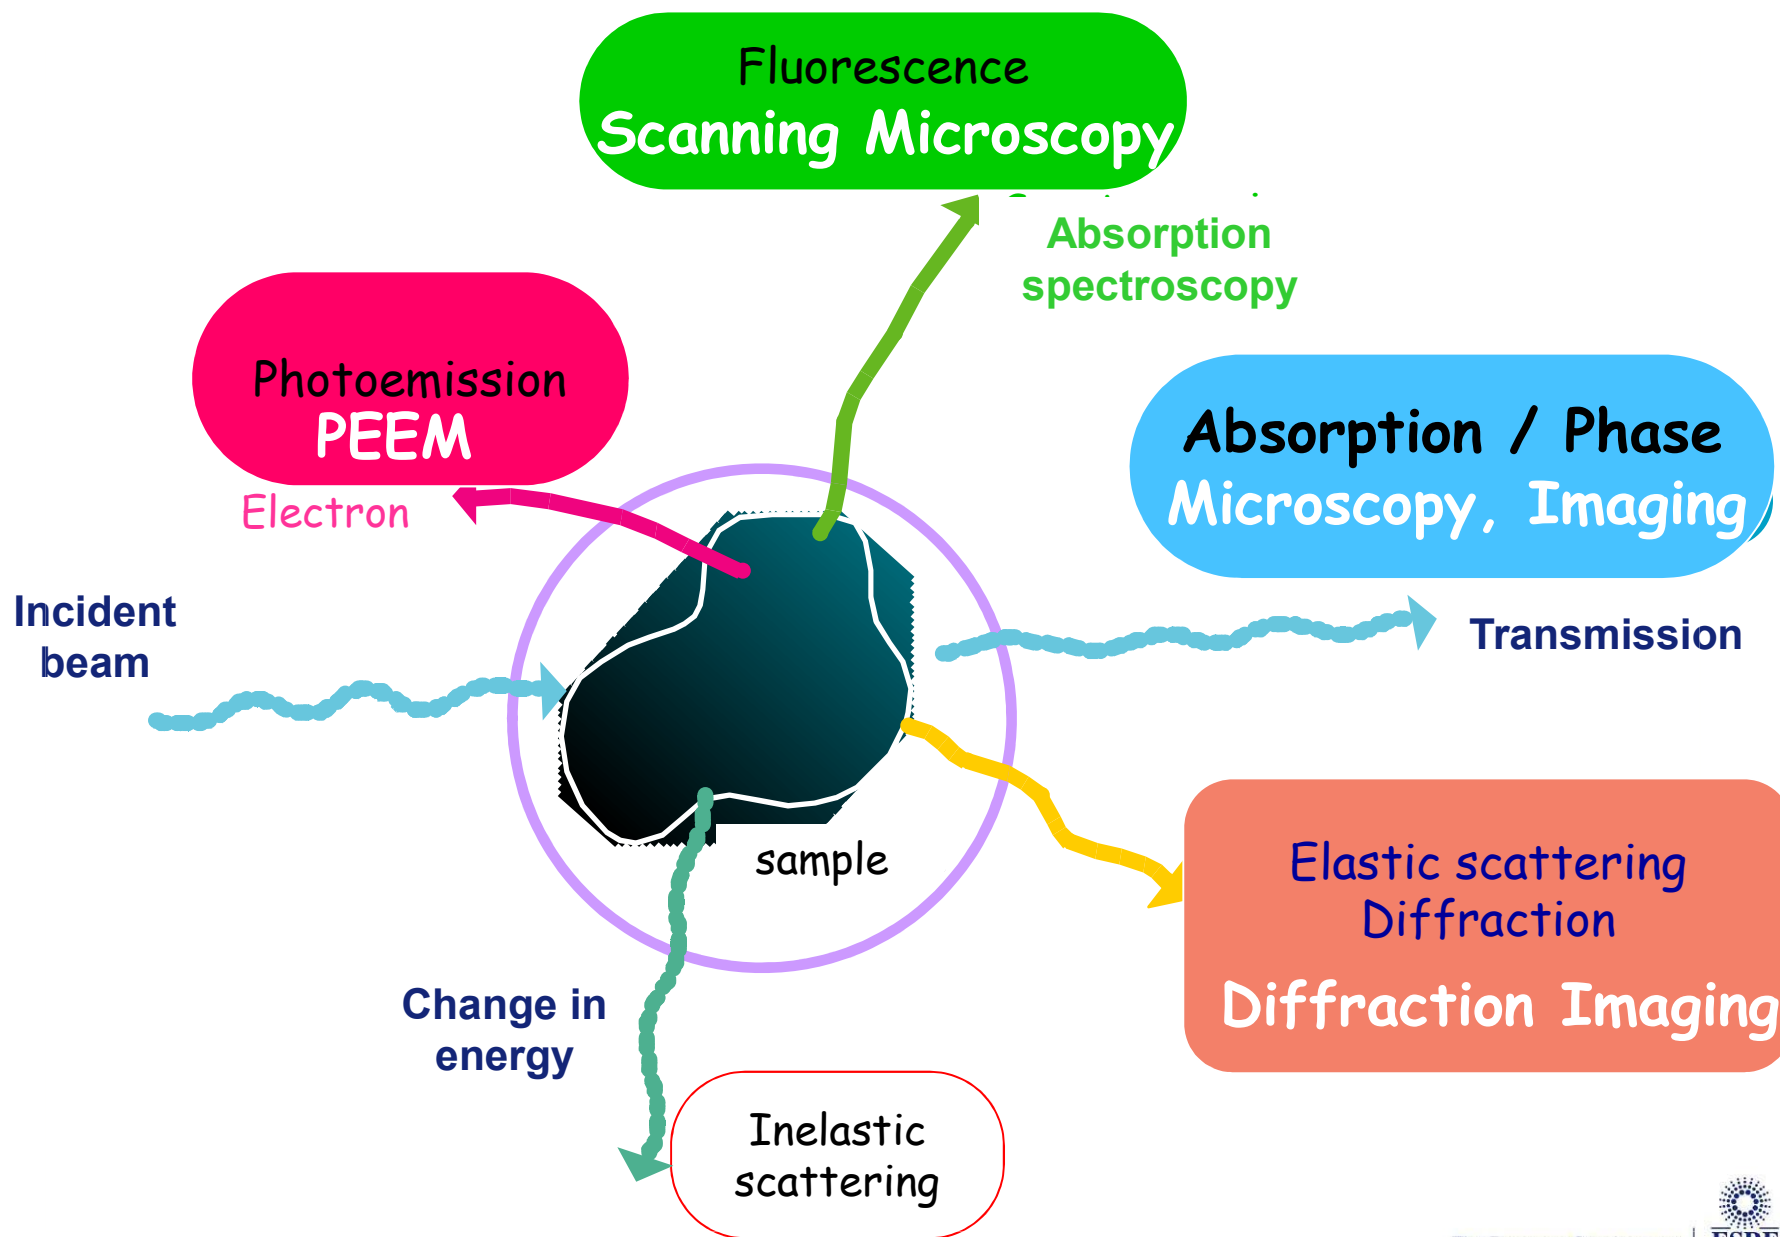 Fluorescence
Scanning Microscopy
Absorption
spectroscopy
Photoemission
PEEM
Electron
Absorption / Phase
Microscopy, Imaging
Incident
beam
Transmission
sample
Elastic scattering
Diffraction
Diffraction Imaging
Change in
energy
Inelastic
scattering
ESRF